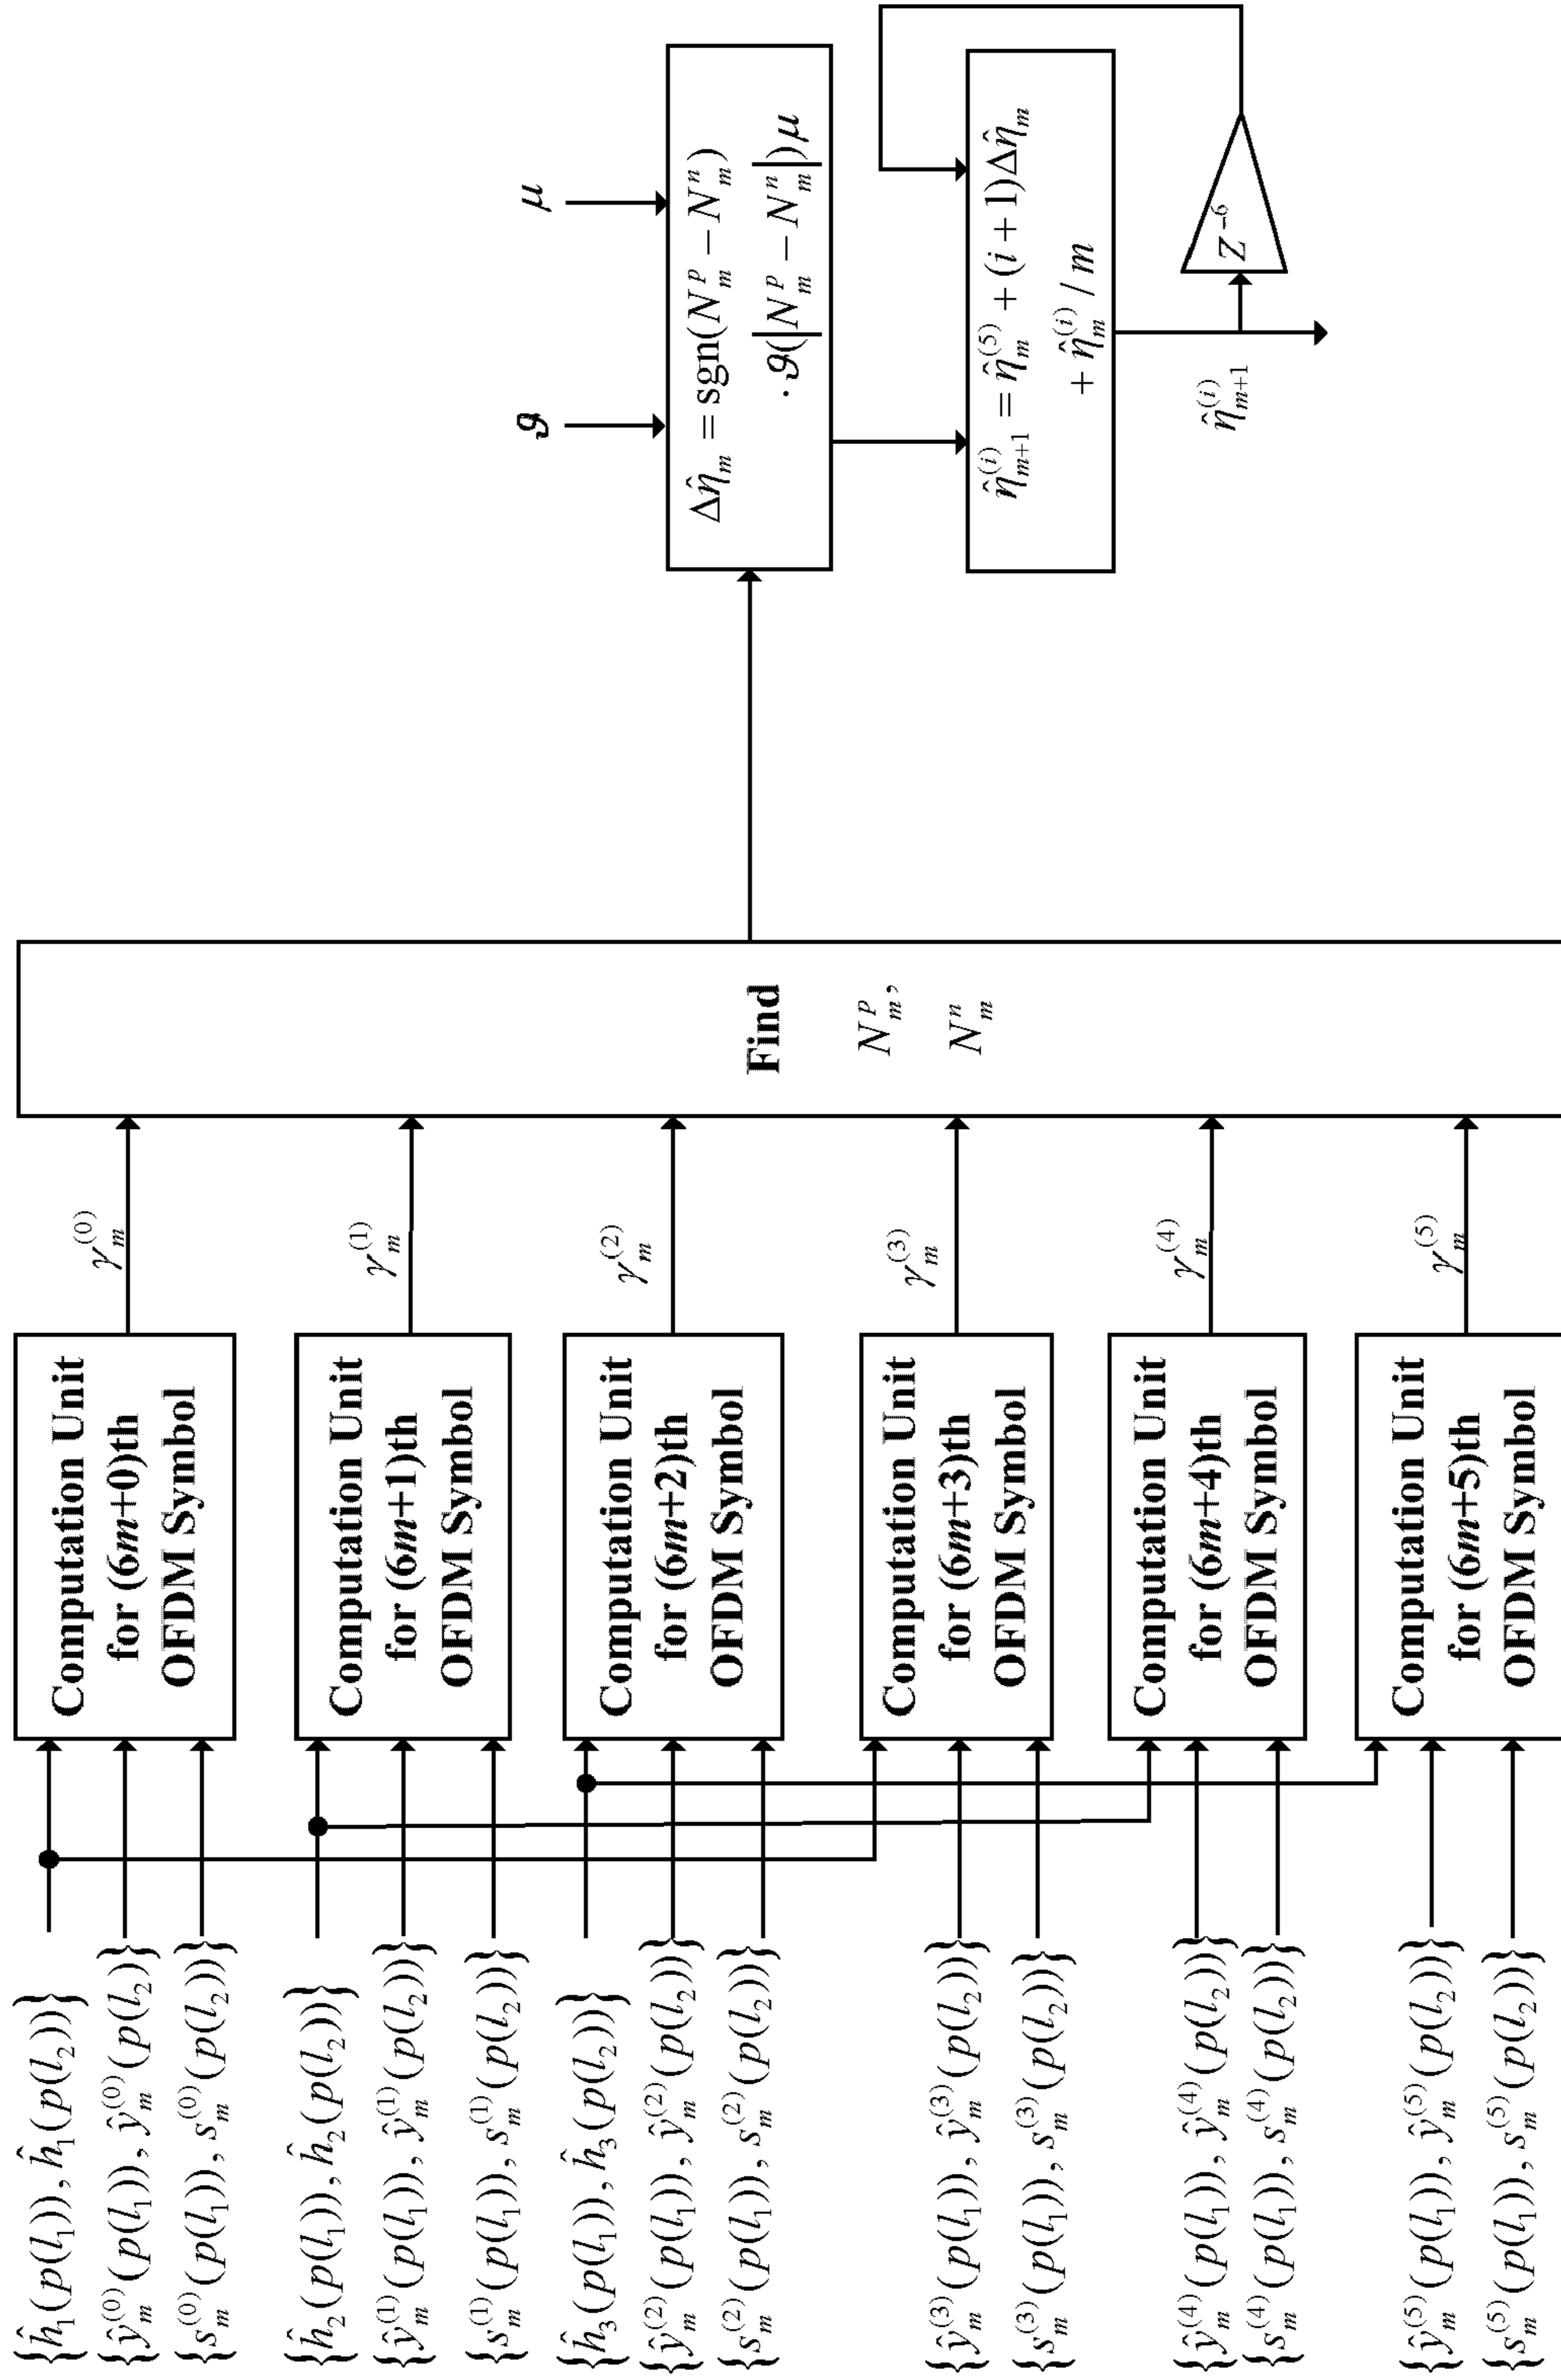 {ĥ₁(p(l₁)), ĥ₁(p(l₂))}
{ŷₘ⁽⁰⁾(p(l₁)), ŷₘ⁽⁰⁾(p(l₂)}
{sₘ⁽⁰⁾(p(l₁), sₘ⁽⁰⁾(p(l₂))}
{ĥ₂(p(l₁)), ĥ₂(p(l₂))}
{ŷₘ⁽¹⁾(p(l₁)), ŷₘ⁽¹⁾(p(l₂))}
{sₘ⁽¹⁾(p(l₁)), sₘ⁽¹⁾(p(l₂))}
{ĥ₃(p(l₁)), ĥ₃(p(l₂))}
{ŷₘ⁽²⁾(p(l₁)), ŷₘ⁽²⁾(p(l₂))}
{sₘ⁽²⁾(p(l₁)), sₘ⁽²⁾(p(l₂))}
{ŷₘ⁽³⁾(p(l₁)), ŷₘ⁽³⁾(p(l₂))}
{sₘ⁽³⁾(p(l₁)), sₘ⁽³⁾(p(l₂))}
{ŷₘ⁽⁴⁾(p(l₁)), ŷₘ⁽⁴⁾(p(l₂))}
{sₘ⁽⁴⁾(p(l₁)), sₘ⁽⁴⁾(p(l₂))}
{ŷₘ⁽⁵⁾(p(l₁)), ŷₘ⁽⁵⁾(p(l₂))}
{sₘ⁽⁵⁾(p(l₁)), sₘ⁽⁵⁾(p(l₂))}
Computation Unit
for (6m+0)th
OFDM Symbol
Computation Unit
for (6m+1)th
OFDM Symbol
Computation Unit
for (6m+2)th
OFDM Symbol
Computation Unit
for (6m+3)th
OFDM Symbol
Computation Unit
for (6m+4)th
OFDM Symbol
Computation Unit
for (6m+5)th
OFDM Symbol
γₘ⁽⁰⁾
γₘ⁽¹⁾
γₘ⁽²⁾
γₘ⁽³⁾
γₘ⁽⁴⁾
γₘ⁽⁵⁾
Find
Nₘᵖ,
Nₘⁿ
ϑ
μ
Δη̂ₘ = sgn(Nₘᵖ − Nₘⁿ)
· ϑ(|Nₘᵖ − Nₘⁿ|)μ
η̂ₘ₊₁⁽ⁱ⁾ = η̂ₘ⁽⁵⁾ + (i + 1)Δη̂ₘ
+ η̂ₘ⁽ⁱ⁾ / m
Z⁻⁶
η̂ₘ₊₁⁽ⁱ⁾